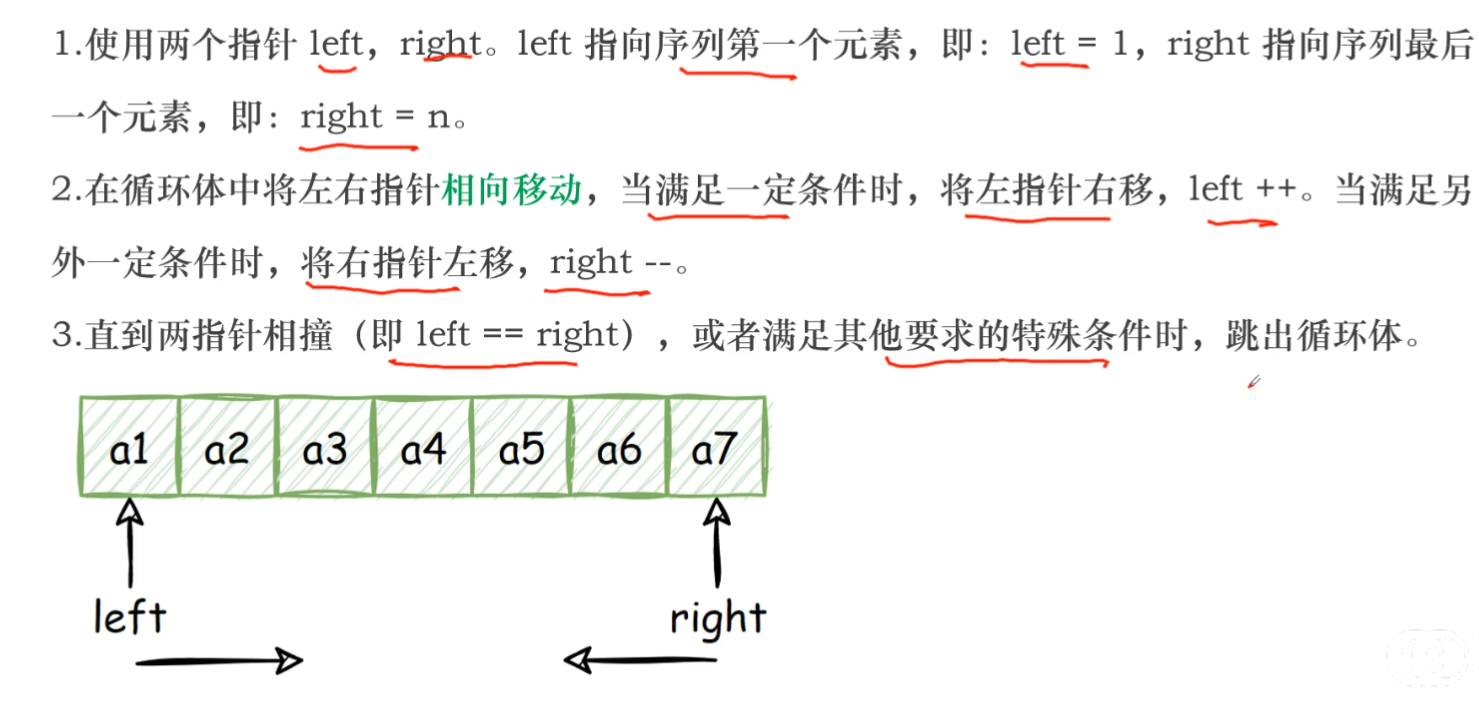 1.使用两个指针 left，right。left 指向序列第一个元素，即：left = 1，right 指向序列最后
一个元素，即：right = n。
2.在循环体中将左右指针相向移动，当满足一定条件时，将左指针右移，left ++。当满足另
外一定条件时，将右指针左移，right --。
3.直到两指针相撞（即 left == right），或者满足其他要求的特殊条件时，跳出循环体。
a1 a2 a3 a4 a5 a6 a7
left right